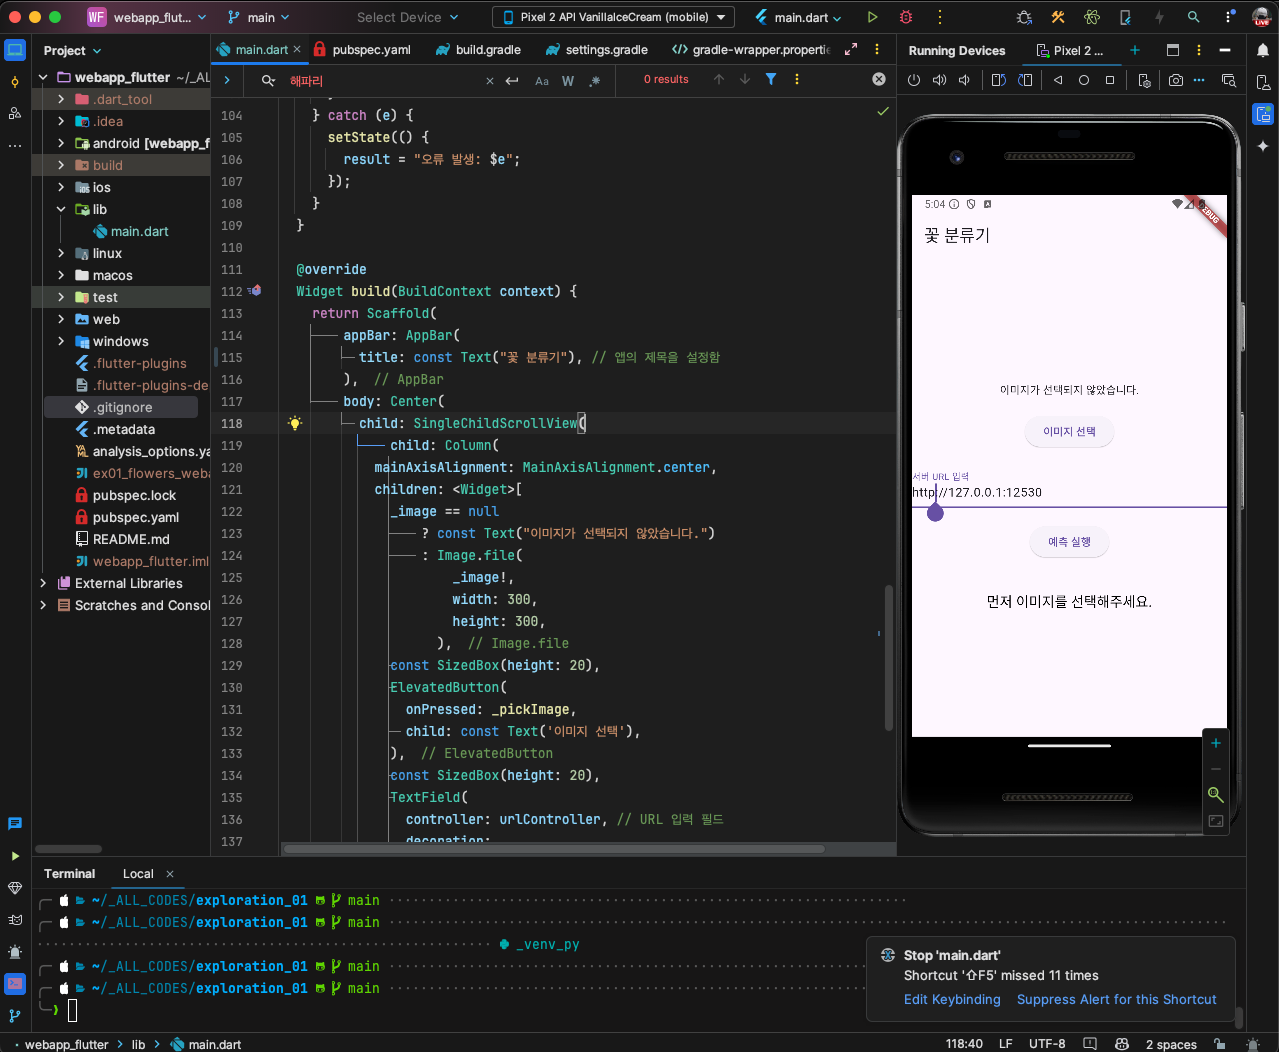 WF webapp_flut... main Select Device Pixel 2 API VanillaIceCream (mobile) main.dart
Project
main.dart pubspec.yaml build.gradle settings.gradle gradle-wrapper.propertie
Running Devices Pixel 2 ...
해파리 Aa W .* 0 results
webapp_flutter ~/_AL
.dart_tool
.idea
android [webapp_f
build
ios
lib
main.dart
linux
macos
test
web
windows
.flutter-plugins
.flutter-plugins-de
.gitignore
.metadata
analysis_options.ya
ex01_flowers_weba
pubspec.lock
pubspec.yaml
README.md
webapp_flutter.iml
External Libraries
Scratches and Consol
104 } catch (e) {
105 setState(() {
106 result = "오류 발생: $e";
107 });
108 }
109 }
110
111 @override
112 Widget build(BuildContext context) {
113 return Scaffold(
114 appBar: AppBar(
115 title: const Text("꽃 분류기"), // 앱의 제목을 설정함
116 ), // AppBar
117 body: Center(
118 child: SingleChildScrollView(
119 child: Column(
120 mainAxisAlignment: MainAxisAlignment.center,
121 children: <Widget>[
122 _image == null
123 ? const Text("이미지가 선택되지 않았습니다.")
124 : Image.file(
125 _image!,
126 width: 300,
127 height: 300,
128 ), // Image.file
129 const SizedBox(height: 20),
130 ElevatedButton(
131 onPressed: _pickImage,
132 child: const Text('이미지 선택'),
133 ), // ElevatedButton
134 const SizedBox(height: 20),
135 TextField(
136 controller: urlController, // URL 입력 필드
137 decoration:
5:04
DEBUG
꽃 분류기
이미지가 선택되지 않았습니다.
이미지 선택
서버 URL 입력
http://127.0.0.1:12530
예측 실행
먼저 이미지를 선택해주세요.
Terminal Local
~/_ALL_CODES/exploration_01 main
~/_ALL_CODES/exploration_01 main
_venv_py
~/_ALL_CODES/exploration_01 main
~/_ALL_CODES/exploration_01 main
Stop 'main.dart'
Shortcut '⇧F5' missed 11 times
Edit Keybinding Suppress Alert for this Shortcut
webapp_flutter > lib > main.dart
118:40 LF UTF-8 2 spaces